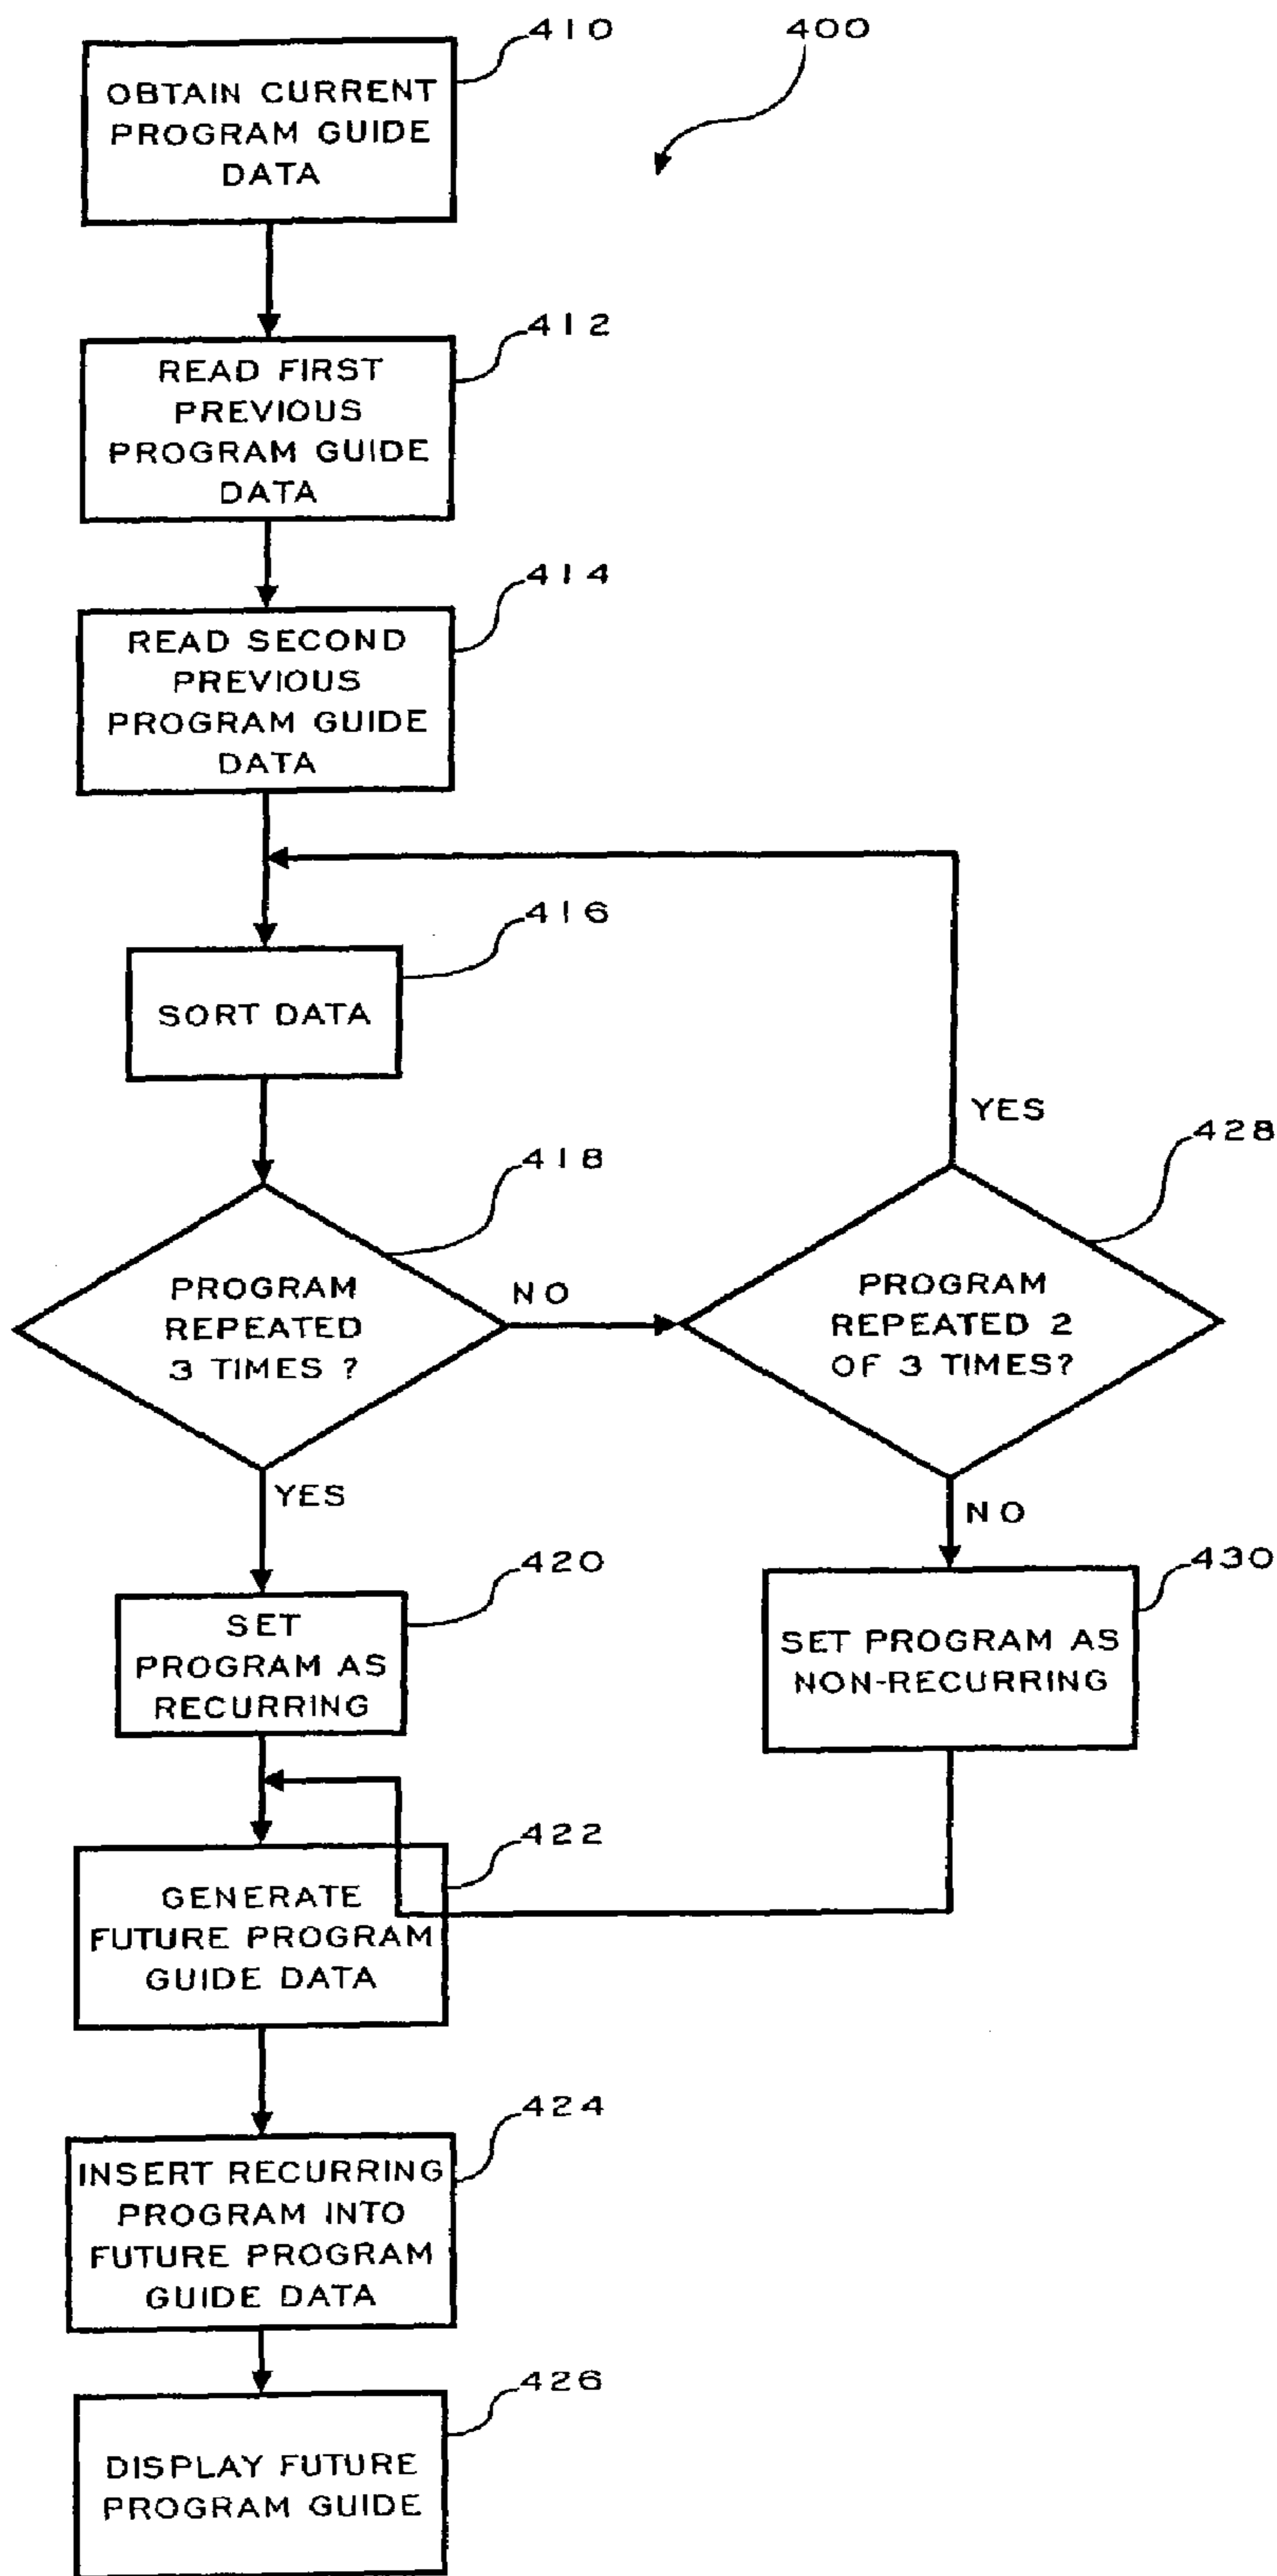 410
400
OBTAIN CURRENT
PROGRAM GUIDE
DATA
412
READ FIRST
PREVIOUS
PROGRAM GUIDE
DATA
414
READ SECOND
PREVIOUS
PROGRAM GUIDE
DATA
416
SORT DATA
YES
428
418
PROGRAM
REPEATED
3 TIMES ?
NO
PROGRAM
REPEATED 2
OF 3 TIMES?
YES
NO
420
430
SET
PROGRAM AS
RECURRING
SET PROGRAM AS
NON-RECURRING
422
GENERATE
FUTURE PROGRAM
GUIDE DATA
424
INSERT RECURRING
PROGRAM INTO
FUTURE PROGRAM
GUIDE DATA
426
DISPLAY FUTURE
PROGRAM GUIDE